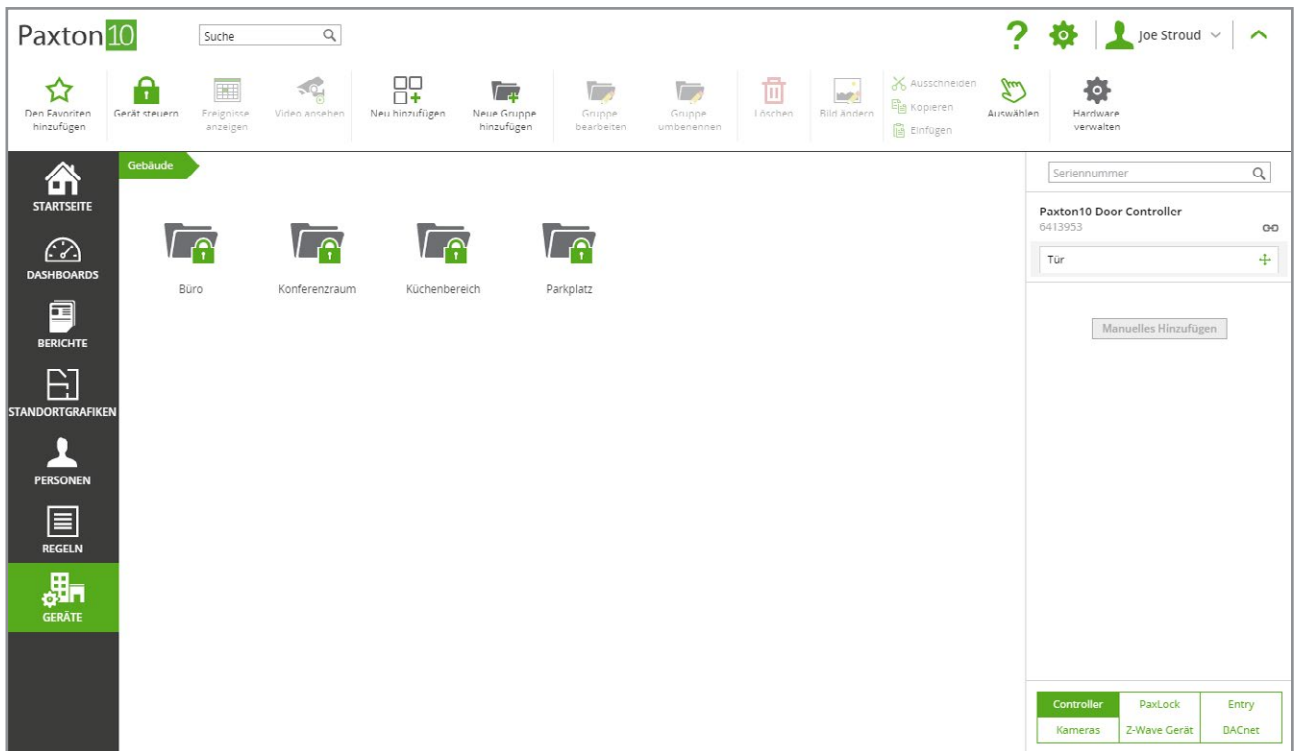 Paxton10
Suche
?
Joe Stroud
Den Favoriten
hinzufügen
Gerät steuern
Ereignisse
anzeigen
Video ansehen
Neu hinzufügen
Neue Gruppe
hinzufügen
Gruppe
bearbeiten
Gruppe
umbenennen
Löschen
Bild ändern
Ausschneiden
Kopieren
Einfügen
Auswählen
Hardware
verwalten
STARTSEITE
DASHBOARDS
BERICHTE
STANDORTGRAFIKEN
PERSONEN
REGELN
GERÄTE
Gebäude
Büro
Konferenzraum
Küchenbereich
Parkplatz
Seriennummer
Paxton10 Door Controller
6413953
Tür
Manuelles Hinzufügen
Controller
PaxLock
Entry
Kameras
Z-Wave Gerät
BACnet